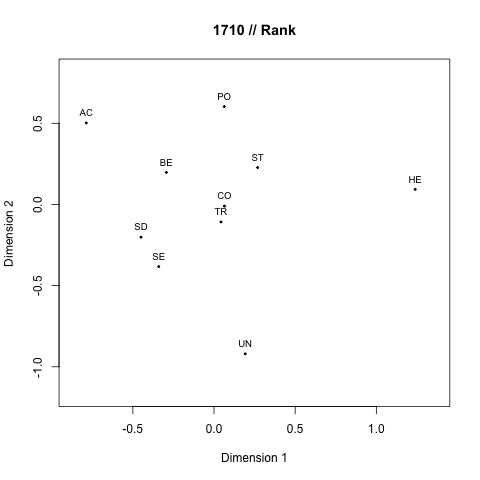 1710 // Rank
PO
AC
ST
BE
HE
CO
TR
SD
SE
UN
0.5
0.0
-0.5
-1.0
Dimension 2
-0.5
0.0
0.5
1.0
Dimension 1